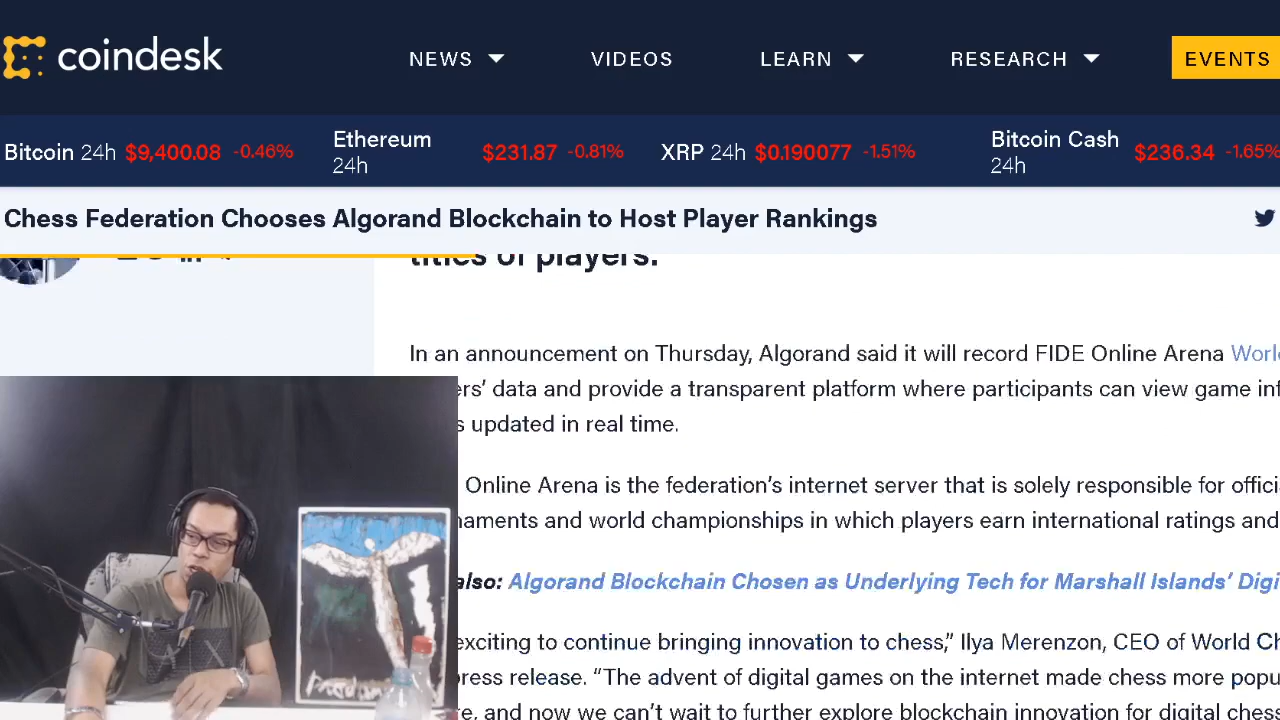 coindesk
NEWS
VIDEOS
LEARN
RESEARCH
EVENTS
Bitcoin 24h $9,400.08 -0.46%
Ethereum 24h $231.87 -0.81%
XRP 24h $0.190077 -1.51%
Bitcoin Cash 24h $236.34 -1.65%
Chess Federation Chooses Algorand Blockchain to Host Player Rankings
titles of players.
In an announcement on Thursday, Algorand said it will record FIDE Online Arena
ers' data and provide a transparent platform where participants can view game
s updated in real time.
Online Arena is the federation's internet server that is solely responsible for
naments and world championships in which players earn international ratings and
also: Algorand Blockchain Chosen as Underlying Tech for Marshall Islands'
exciting to continue bringing innovation to chess," Ilya Merenzon, CEO of World
press release. "The advent of digital games on the internet made chess more
e, and now we can't wait to further explore blockchain innovation for digital chess
freedom